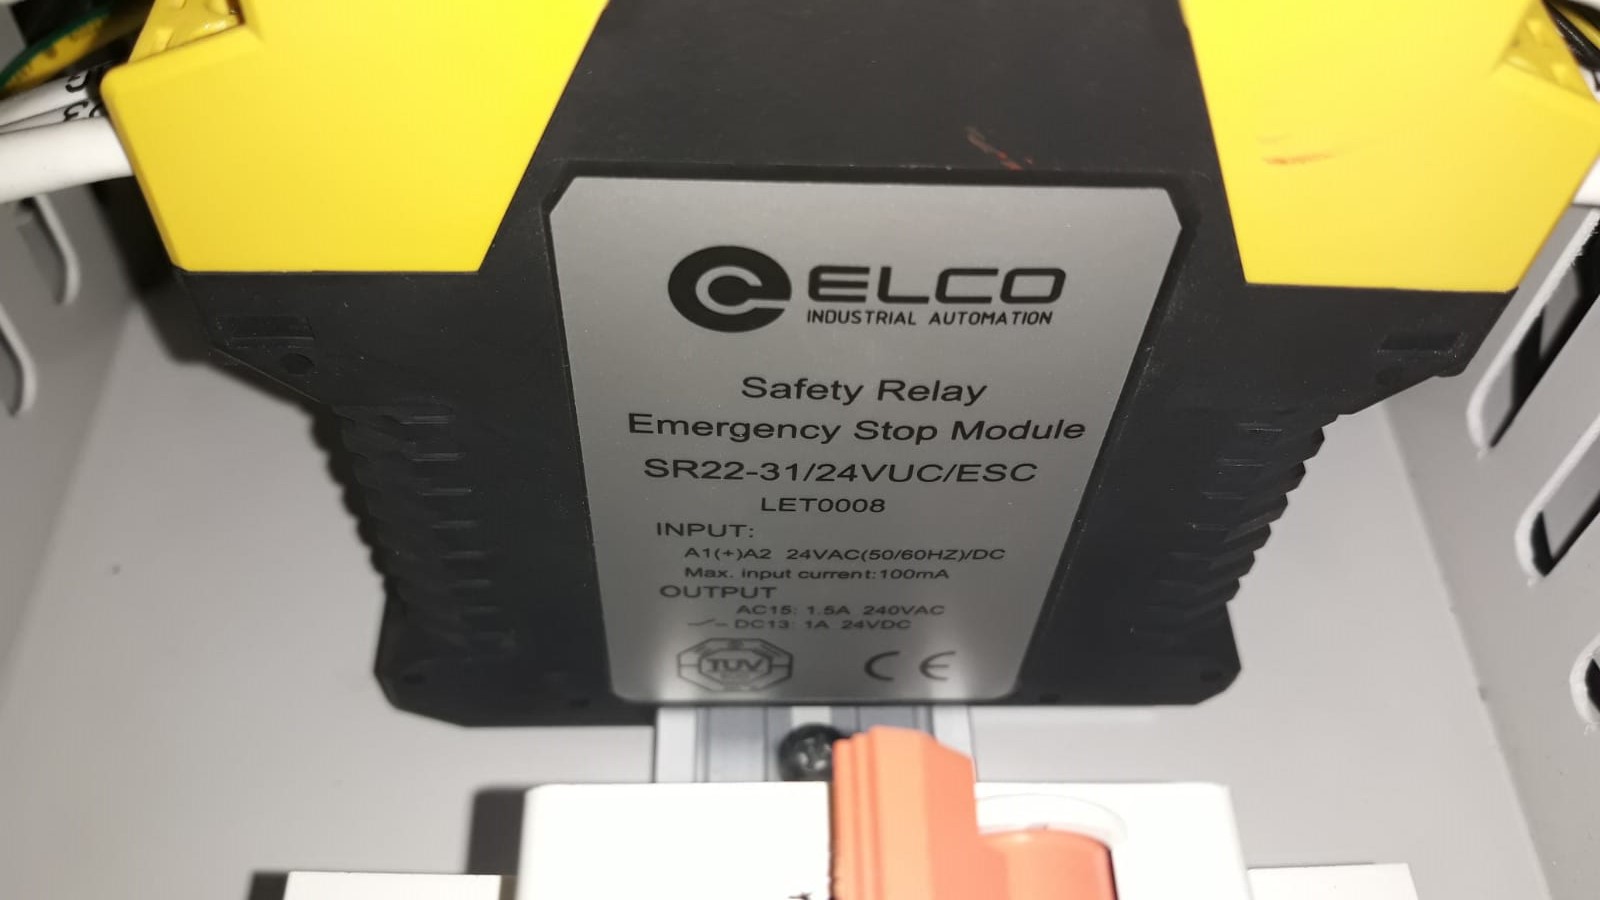 ELCO
INDUSTRIAL AUTOMATION
Safety Relay
Emergency Stop Module
SR22-31/24VUC/ESC
LET0008
INPUT:
A1(+)A2 24VAC(50/60HZ)/DC
Max. input current:100mA
OUTPUT
AC15: 1.5A 240VAC
DC13: 1A 24VDC
TUV CE